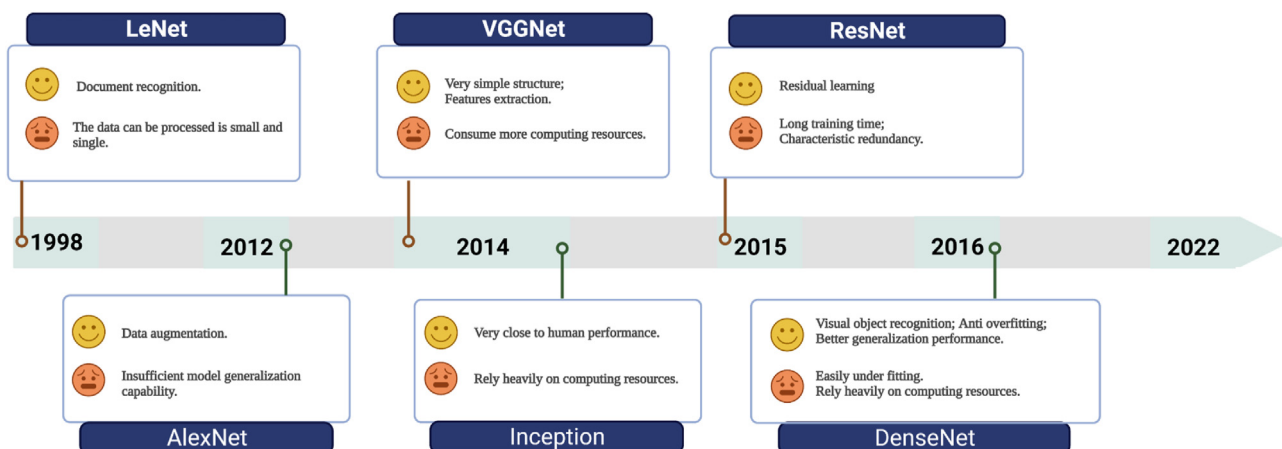 LeNet
Document recognition.
The data can be processed is small and
single.
VGGNet
Very simple structure;
Features extraction.
Consume more computing resources.
ResNet
Residual learning
Long training time;
Characteristic redundancy.
1998
2012
2014
2015
2016
2022
Data augmentation.
Insufficient model generalization
capability.
AlexNet
Very close to human performance.
Rely heavily on computing resources.
Inception
Visual object recognition; Anti overfitting;
Better generalization performance.
Easily under fitting.
Rely heavily on computing resources.
DenseNet